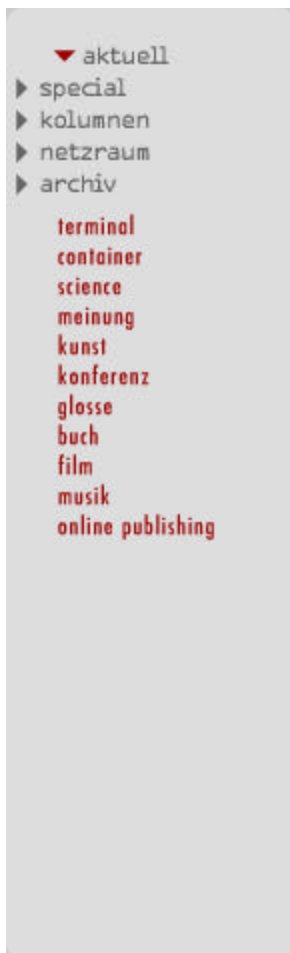 aktuell
special
kolumnen
netzraum
archiv
terminal
container
science
meinung
kunst
konferenz
glosse
buch
film
musik
online publishing